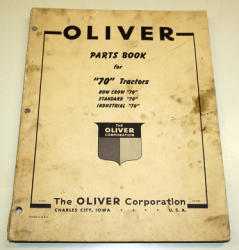 OLIVER
PARTS BOOK
for
"70" Tractors
ROW CROP "70"
STANDARD "70"
INDUSTRIAL "70"
THE
OLIVER
CORPORATION
The OLIVER Corporation
CHARLES CITY, IOWA . . . . . U. S. A.